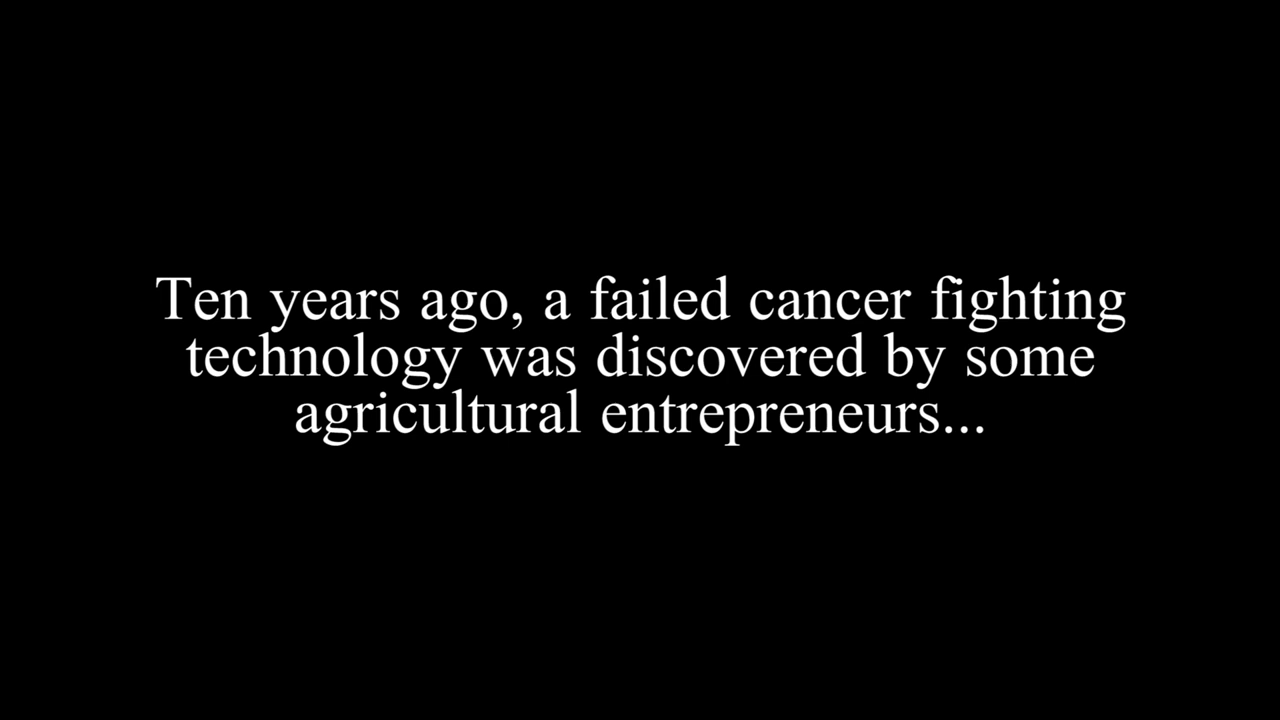 Ten years ago, a failed cancer fighting
technology was discovered by some
agricultural entrepreneurs...